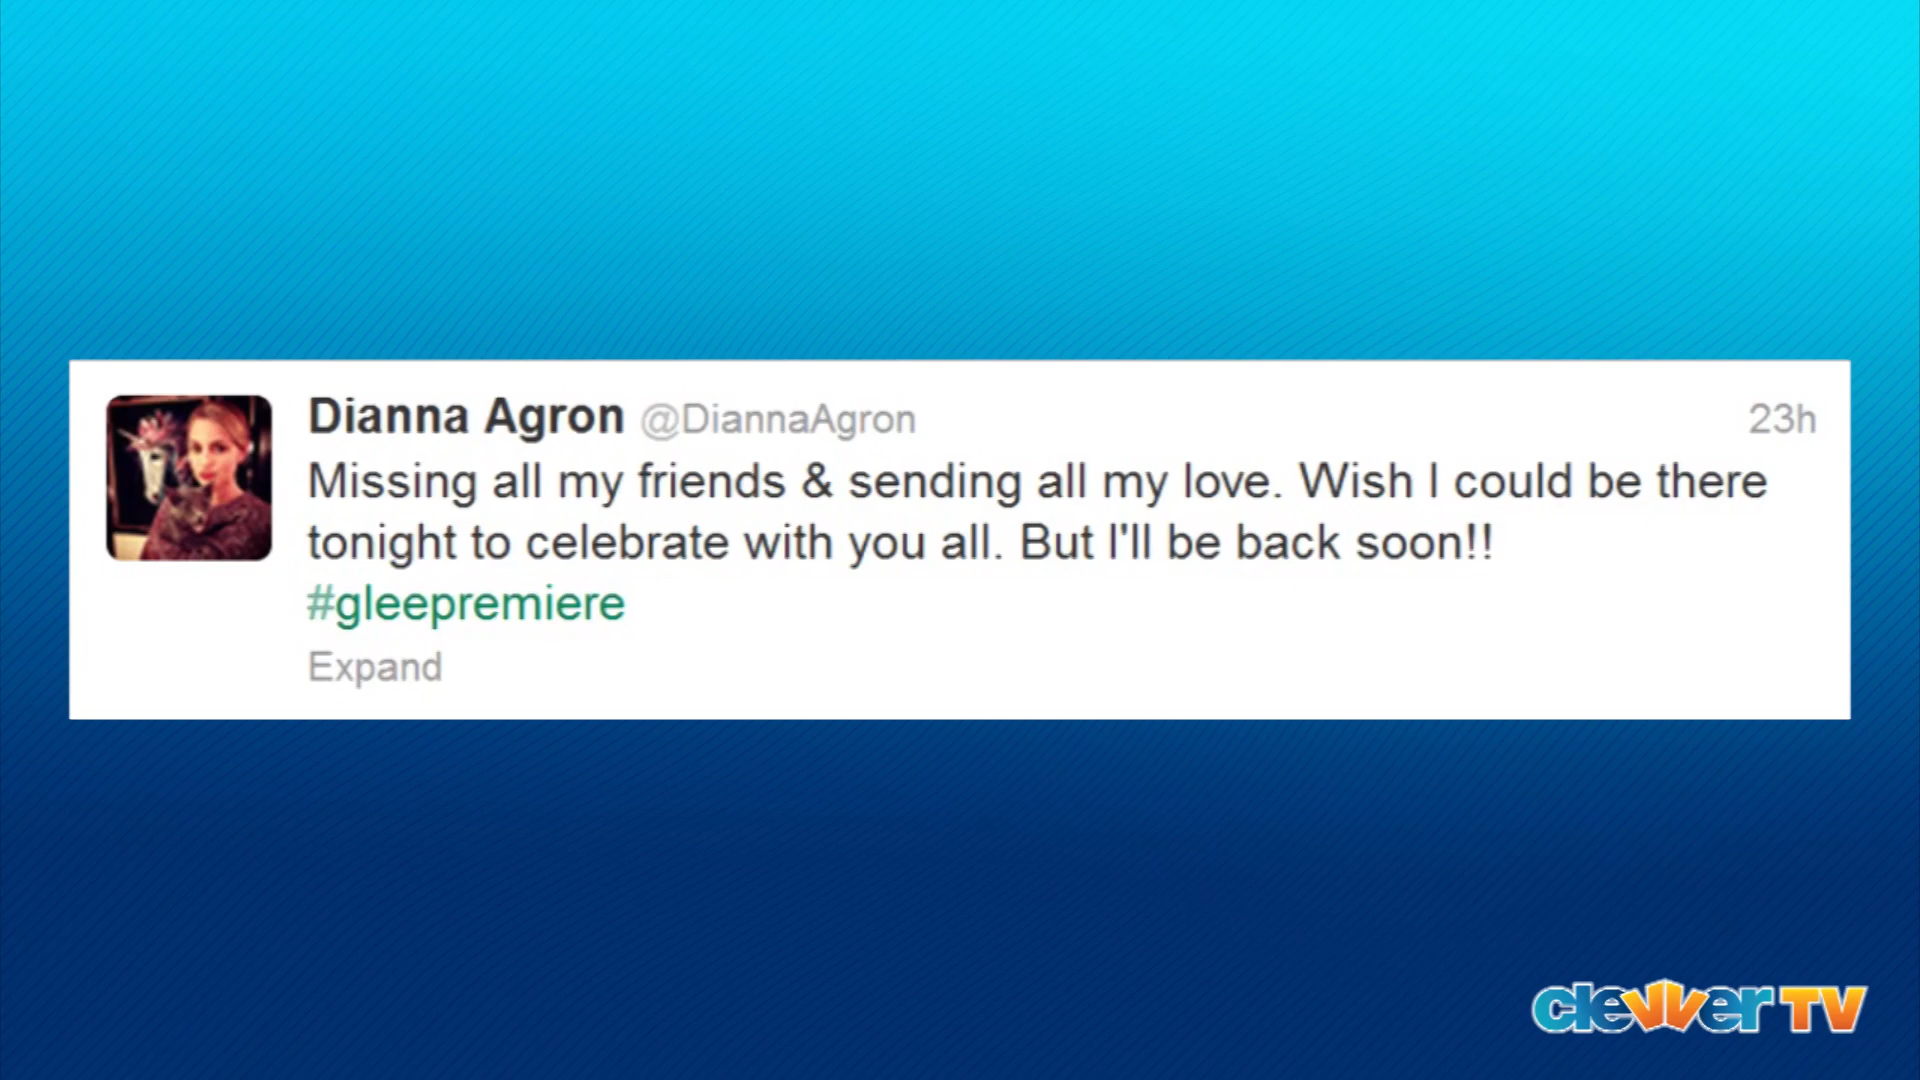 Dianna Agron @DiannaAgron 23h
Missing all my friends & sending all my love. Wish I could be there
tonight to celebrate with you all. But I'll be back soon!!
#gleepremiere
Expand
clevver TV